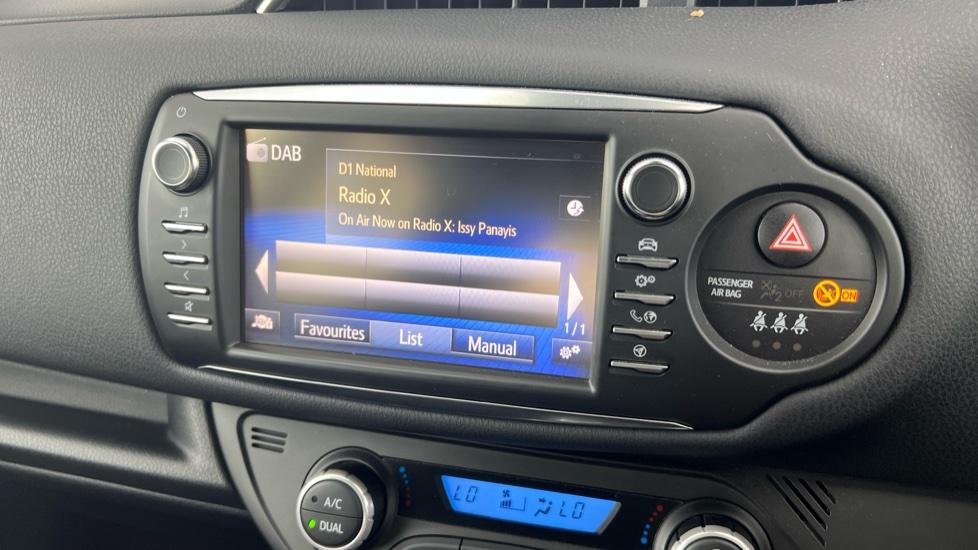 DAB
D1 National
Radio X
On Air Now on Radio X: Issy Panayis
1/1
Favourites List Manual
PASSENGER
AIR BAG
OFF
ON
A/C
DUAL
LO
LO